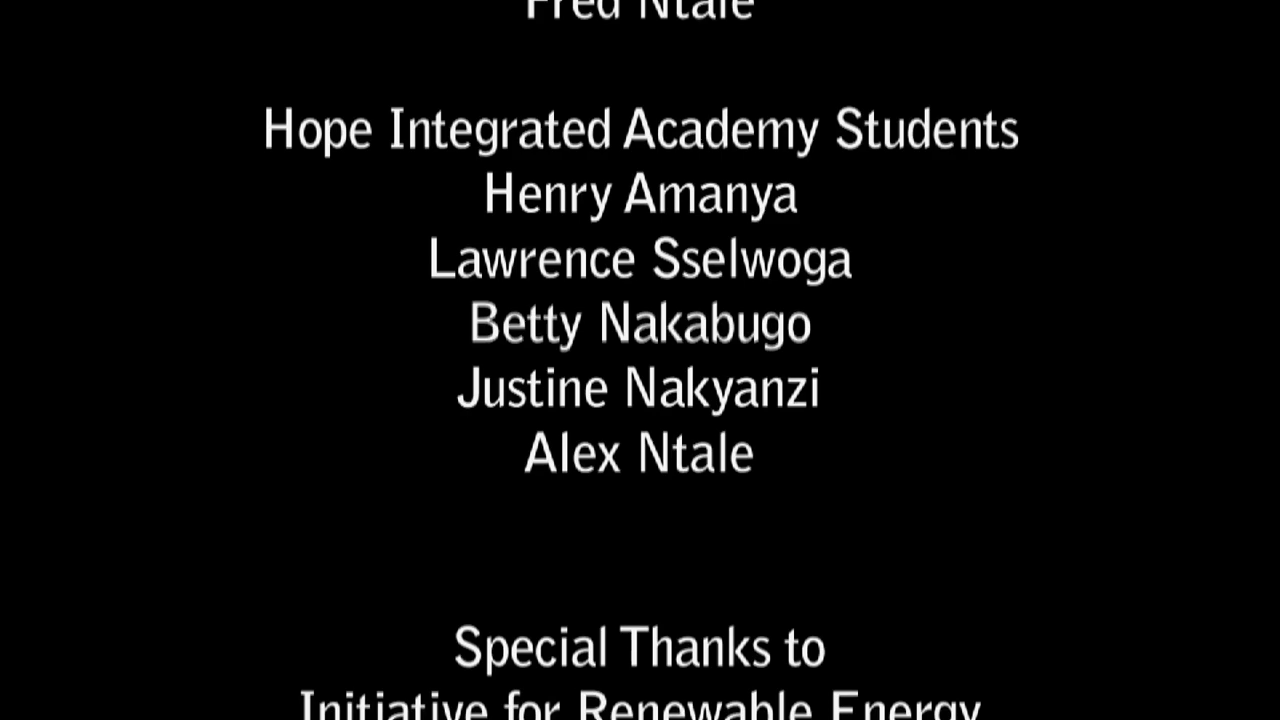 Fred Ntale
Hope Integrated Academy Students
Henry Amanya
Lawrence Sselwoga
Betty Nakabugo
Justine Nakyanzi
Alex Ntale
Special Thanks to
Initiative for Renewable Energy